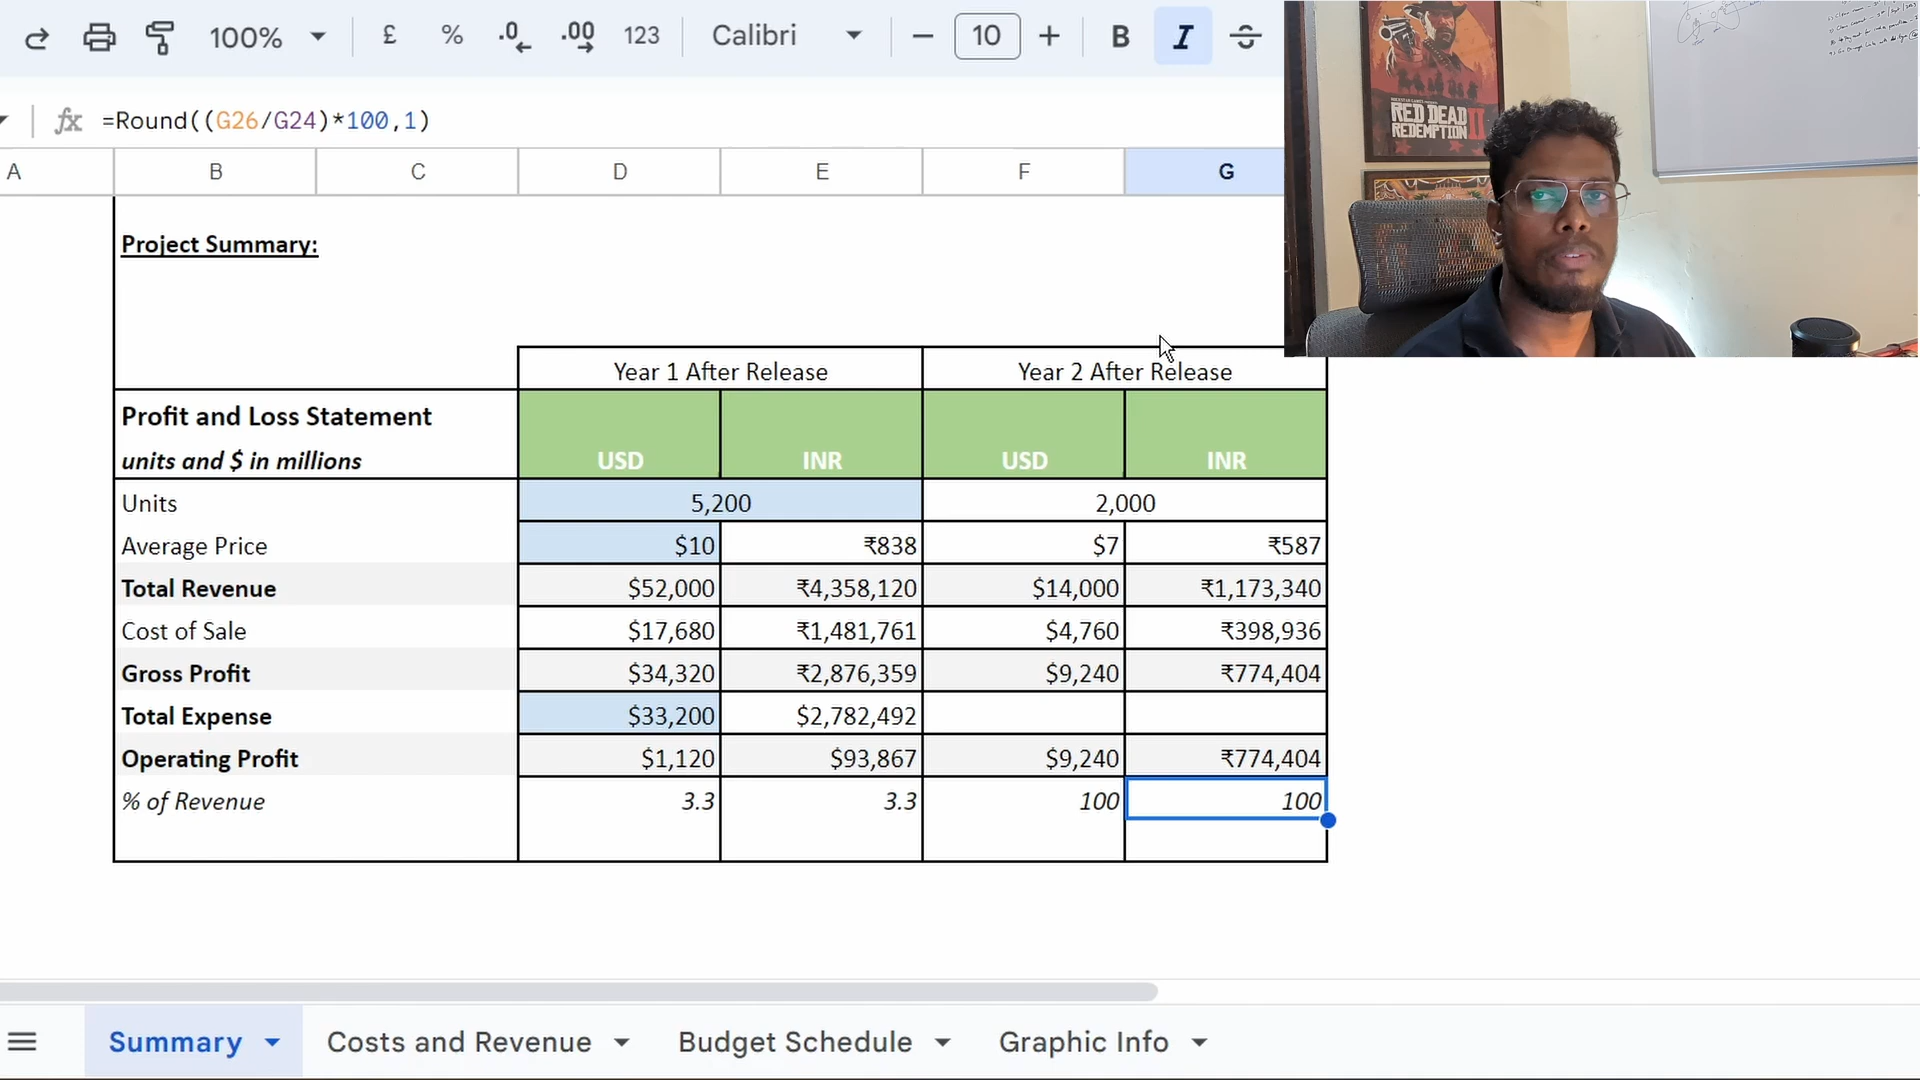 100% £ % .0 .00 123 Calibri 10 B I S
fx =Round((G26/G24)*100,1)
A B C D E F G
RED DEAD
REDEMPTION II
Project Summary:
Year 1 After Release Year 2 After Release
Profit and Loss Statement
units and $ in millions USD INR USD INR
Units 5,200 2,000
Average Price $10 ₹838 $7 ₹587
Total Revenue $52,000 ₹4,358,120 $14,000 ₹1,173,340
Cost of Sale $17,680 ₹1,481,761 $4,760 ₹398,936
Gross Profit $34,320 ₹2,876,359 $9,240 ₹774,404
Total Expense $33,200 $2,782,492
Operating Profit $1,120 $93,867 $9,240 ₹774,404
% of Revenue 3.3 3.3 100 100
Summary Costs and Revenue Budget Schedule Graphic Info